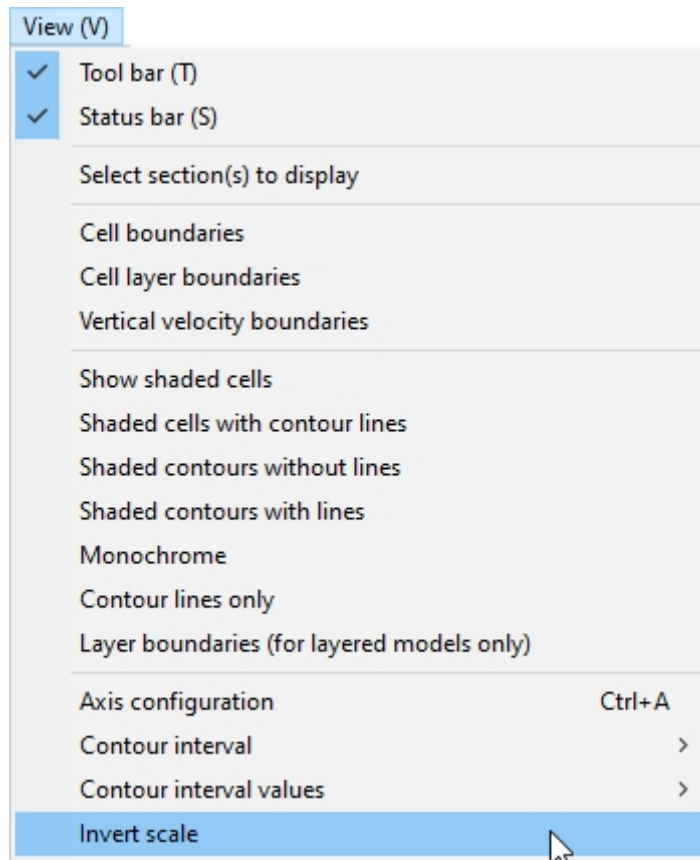 View (V)
Tool bar (T)
Status bar (S)
Select section(s) to display
Cell boundaries
Cell layer boundaries
Vertical velocity boundaries
Show shaded cells
Shaded cells with contour lines
Shaded contours without lines
Shaded contours with lines
Monochrome
Contour lines only
Layer boundaries (for layered models only)
Axis configuration Ctrl+A
Contour interval
Contour interval values
Invert scale